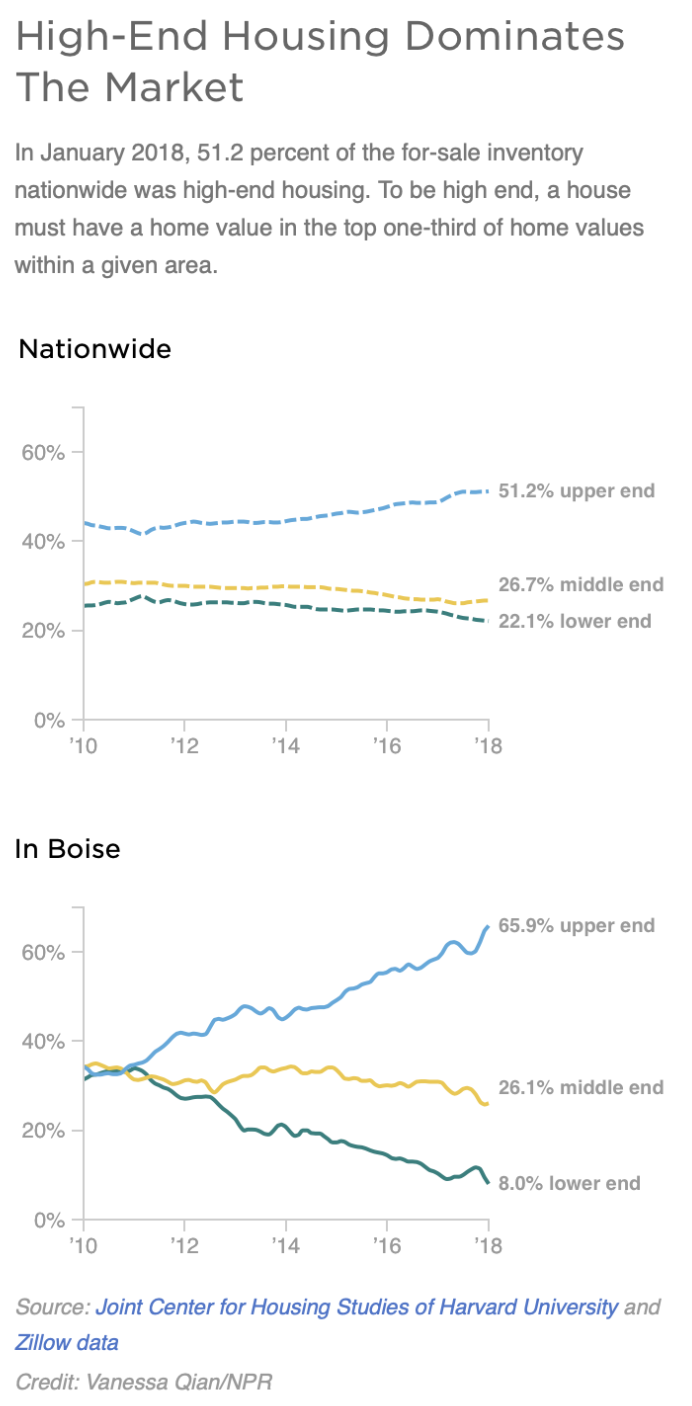 High-End Housing Dominates
The Market
In January 2018, 51.2 percent of the for-sale inventory
nationwide was high-end housing. To be high end, a house
must have a home value in the top one-third of home values
within a given area.
Nationwide
60%
51.2% upper end
40%
26.7% middle end
22.1% lower end
20%
0%
’10 ’12 ’14 ’16 ’18
In Boise
65.9% upper end
60%
40%
26.1% middle end
20%
8.0% lower end
0%
’10 ’12 ’14 ’16 ’18
Source: Joint Center for Housing Studies of Harvard University and
Zillow data
Credit: Vanessa Qian/NPR